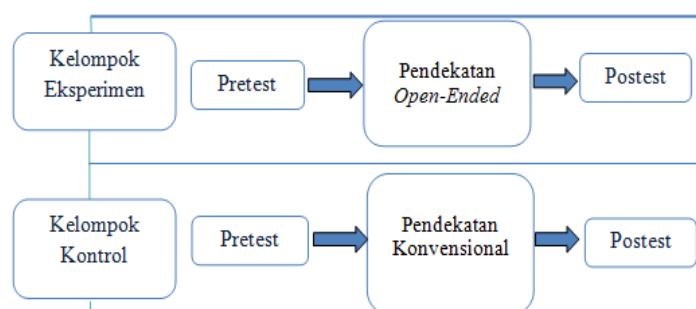 Kelompok
Eksperimen
Pretest
Pendekatan
Open-Ended
Postest
Kelompok
Kontrol
Pretest
Pendekatan
Konvensional
Postest